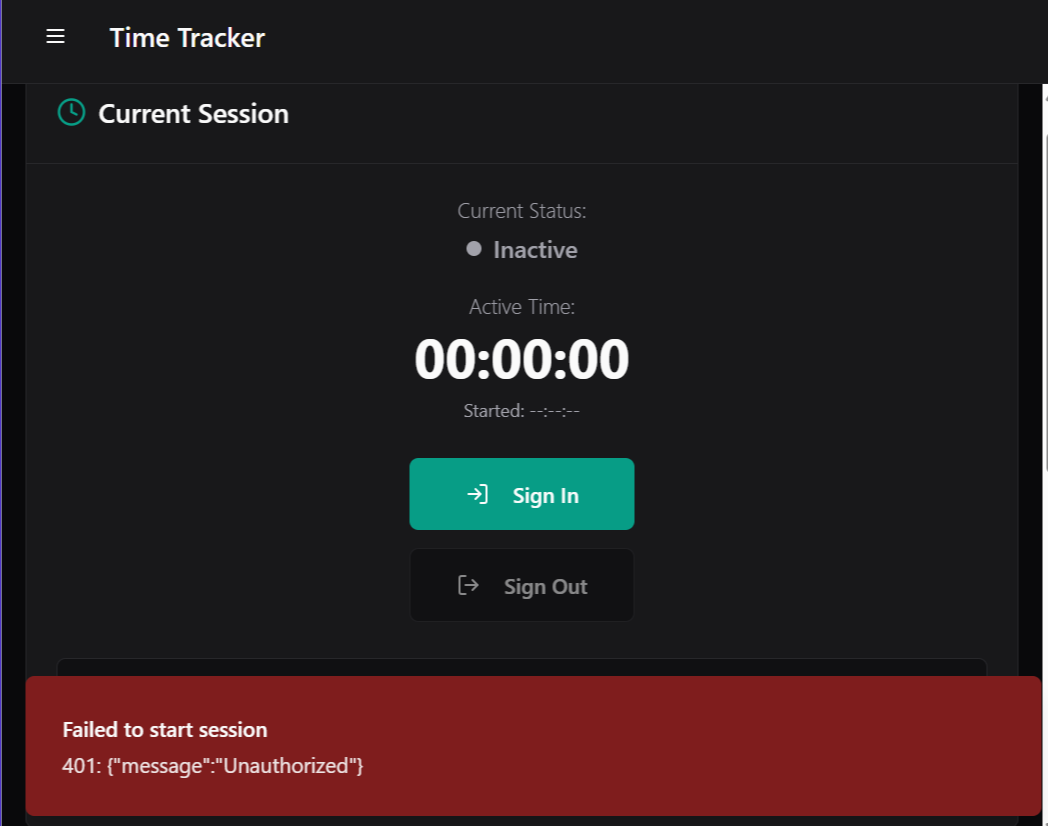 Time Tracker
Current Session
Current Status:
Inactive
Active Time:
00:00:00
Started: --:--:--
Sign In
Sign Out
Failed to start session
401: {"message":"Unauthorized"}